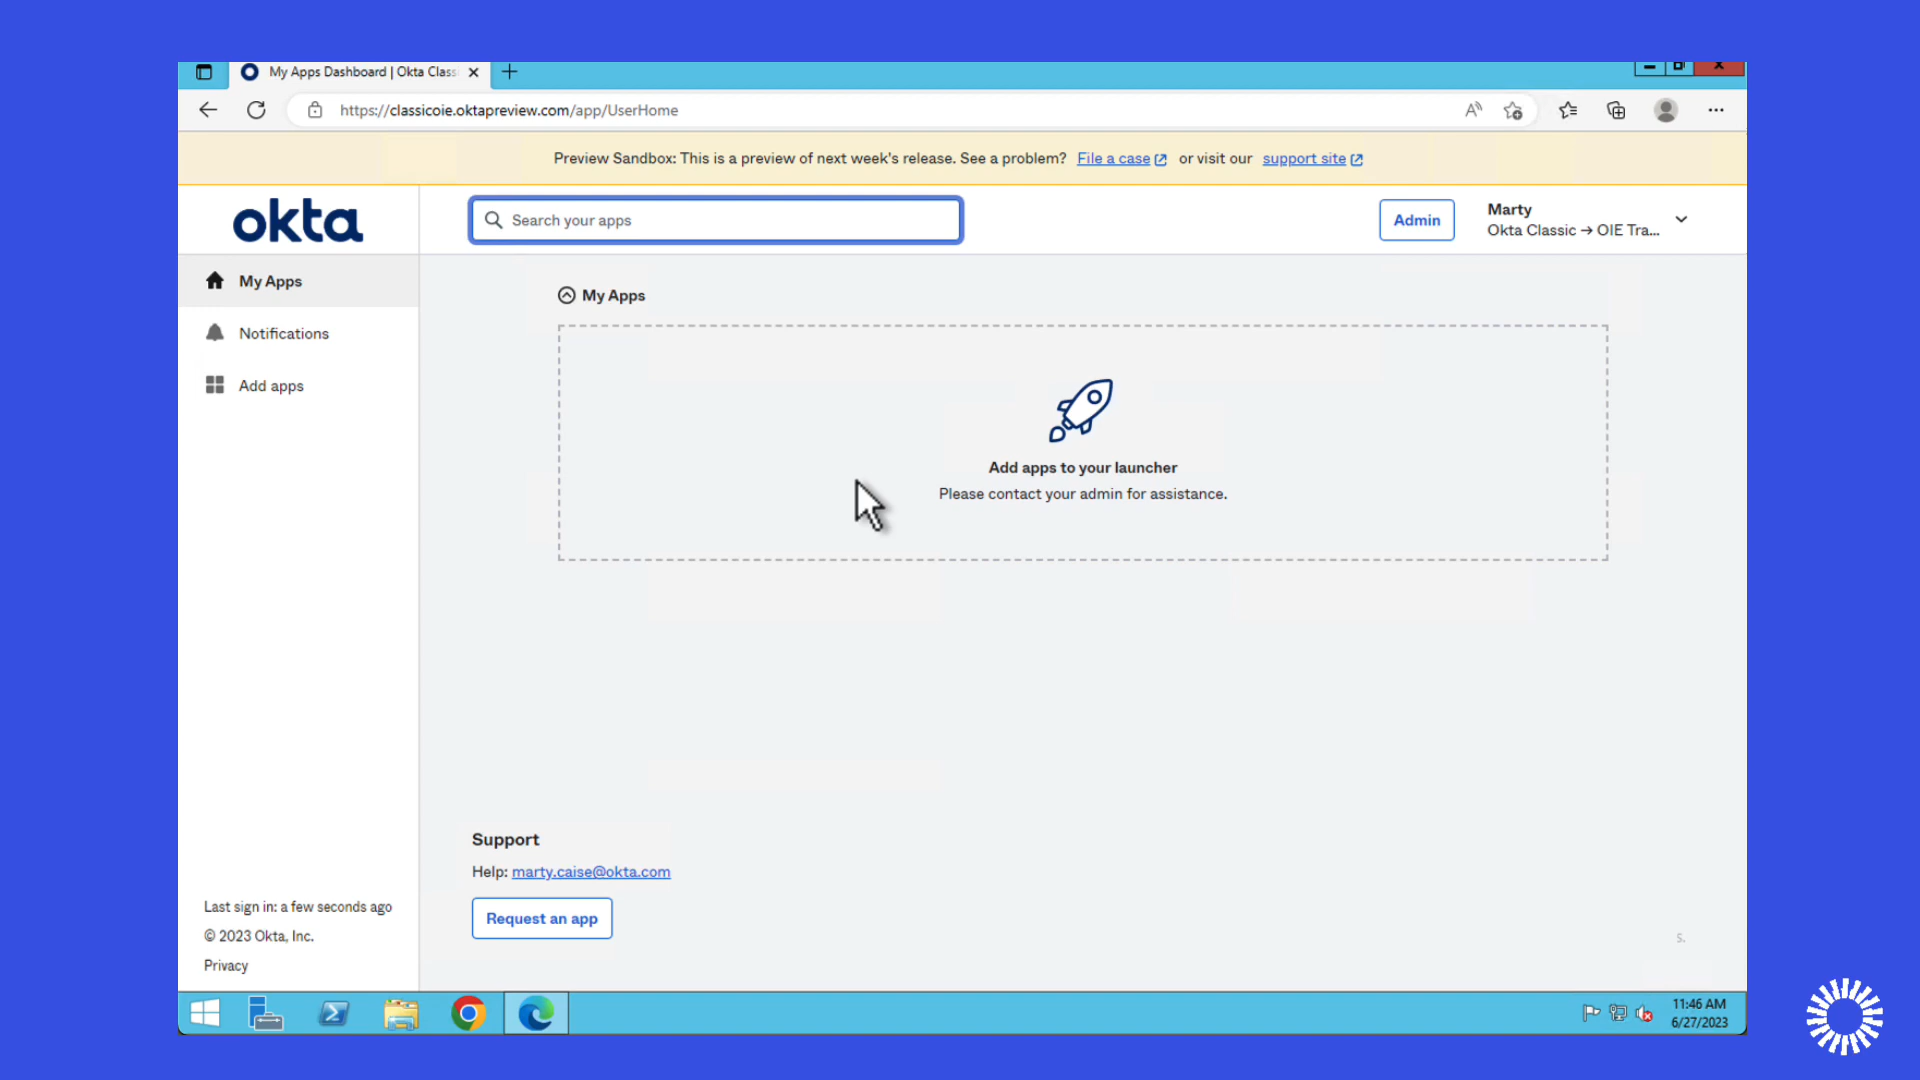 My Apps Dashboard | Okta Class
https://classicoie.oktapreview.com/app/UserHome
Preview Sandbox: This is a preview of next week's release. See a problem? File a case or visit our support site
okta
Search your apps
Admin
Marty
Okta Classic → OIE Tra...
My Apps
Notifications
Add apps
My Apps
Add apps to your launcher
Please contact your admin for assistance.
Support
Help: marty.caise@okta.com
Request an app
Last sign in: a few seconds ago
© 2023 Okta, Inc.
Privacy
s.
11:46 AM
6/27/2023